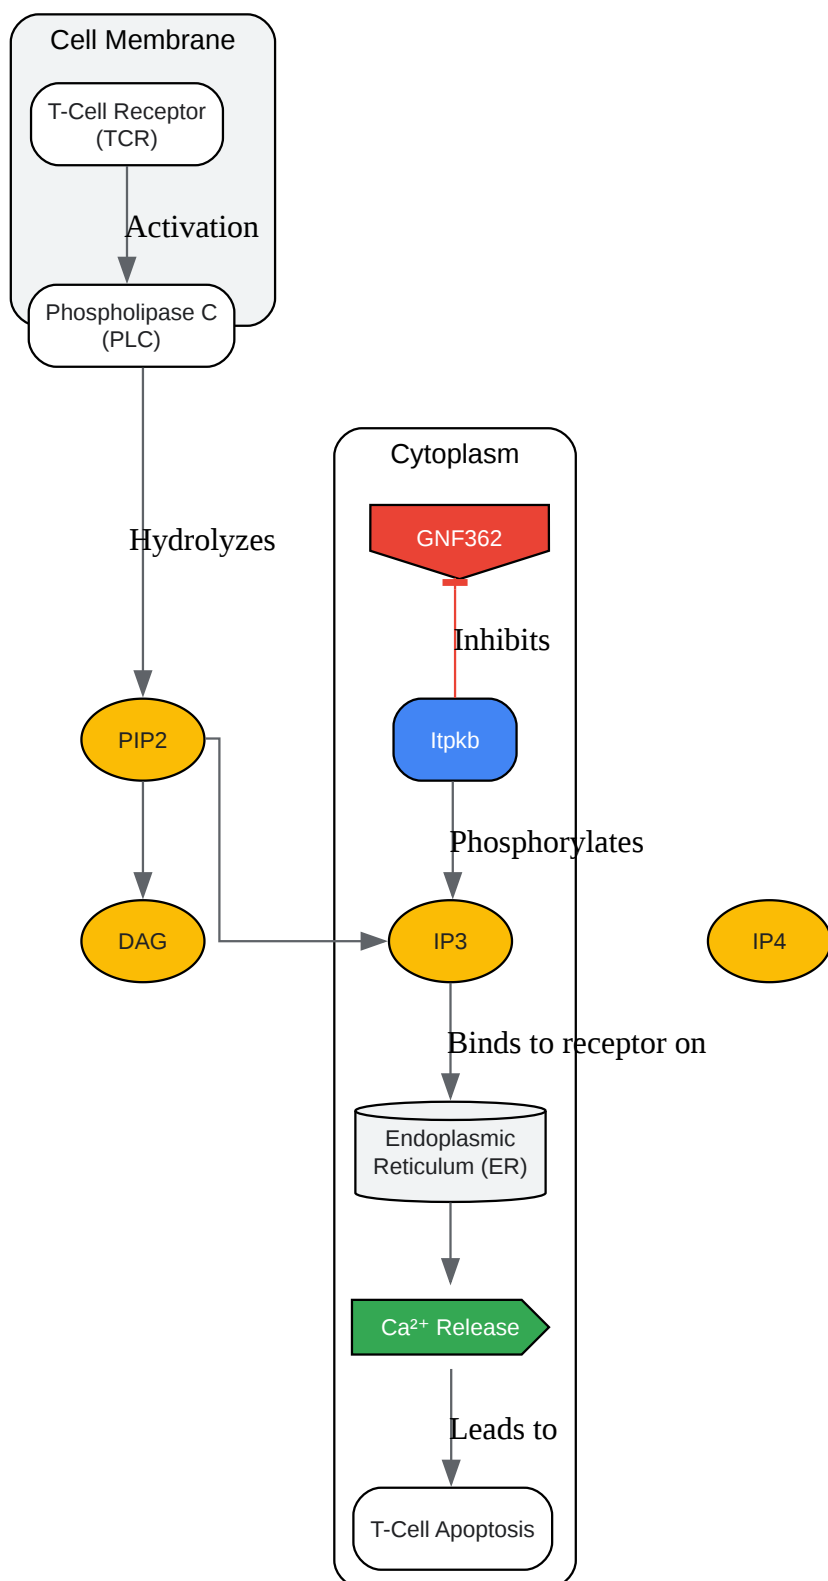 Cell Membrane
T-Cell Receptor
(TCR)
Activation
Phospholipase C
(PLC)
Hydrolyzes
Cytoplasm
GNF362
Inhibits
PIP2
Itpkb
Phosphorylates
DAG
IP3
IP4
Binds to receptor on
Endoplasmic
Reticulum (ER)
Ca²⁺ Release
Leads to
T-Cell Apoptosis